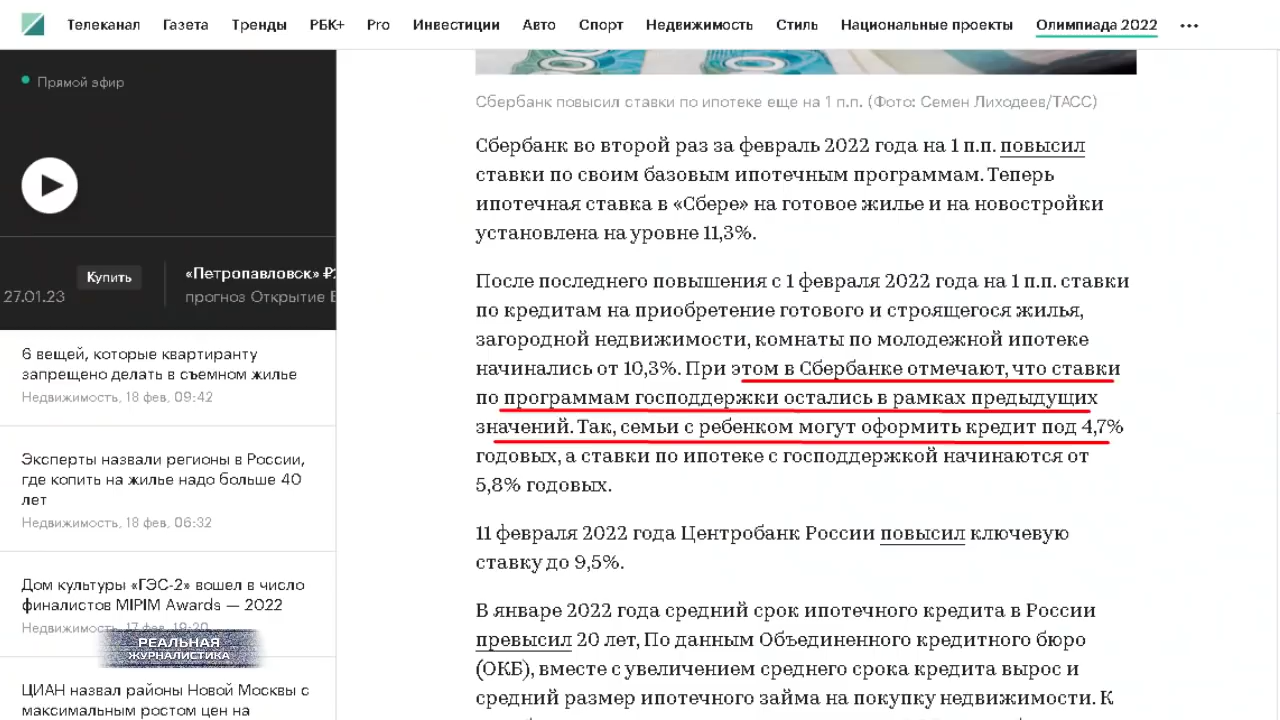 Телеканал Газета Тренды РБК+ Pro Инвестиции Авто Спорт Недвижимость Стиль Национальные проекты Олимпиада 2022 •••
Прямой эфир
27.01.23
Купить
«Петропавловск» ₽
прогноз Открытие
6 вещей, которые квартиранту
запрещено делать в съемном жилье
Недвижимость, 18 фев, 09:42
Эксперты назвали регионы в России,
где копить на жилье надо больше 40
лет
Недвижимость, 18 фев, 06:32
Дом культуры «ГЭС-2» вошел в число
финалистов MIPIM Awards — 2022
Недвижимость, 17 фев, 19:20
РЕАЛЬНАЯ
ЖУРНАЛИСТИКА
ЦИАН назвал районы Новой Москвы с
максимальным ростом цен на
Сбербанк повысил ставки по ипотеке еще на 1 п.п. (Фото: Семен Лиходеев/ТАСС)
Сбербанк во второй раз за февраль 2022 года на 1 п.п. повысил
ставки по своим базовым ипотечным программам. Теперь
ипотечная ставка в «Сбере» на готовое жилье и на новостройки
установлена на уровне 11,3%.
После последнего повышения с 1 февраля 2022 года на 1 п.п. ставки
по кредитам на приобретение готового и строящегося жилья,
загородной недвижимости, комнаты по молодежной ипотеке
начинались от 10,3%. При этом в Сбербанке отмечают, что ставки
по программам господдержки остались в рамках предыдущих
значений. Так, семьи с ребенком могут оформить кредит под 4,7%
годовых, а ставки по ипотеке с господдержкой начинаются от
5,8% годовых.
11 февраля 2022 года Центробанк России повысил ключевую
ставку до 9,5%.
В январе 2022 года средний срок ипотечного кредита в России
превысил 20 лет, По данным Объединенного кредитного бюро
(ОКБ), вместе с увеличением среднего срока кредита вырос и
средний размер ипотечного займа на покупку недвижимости. К